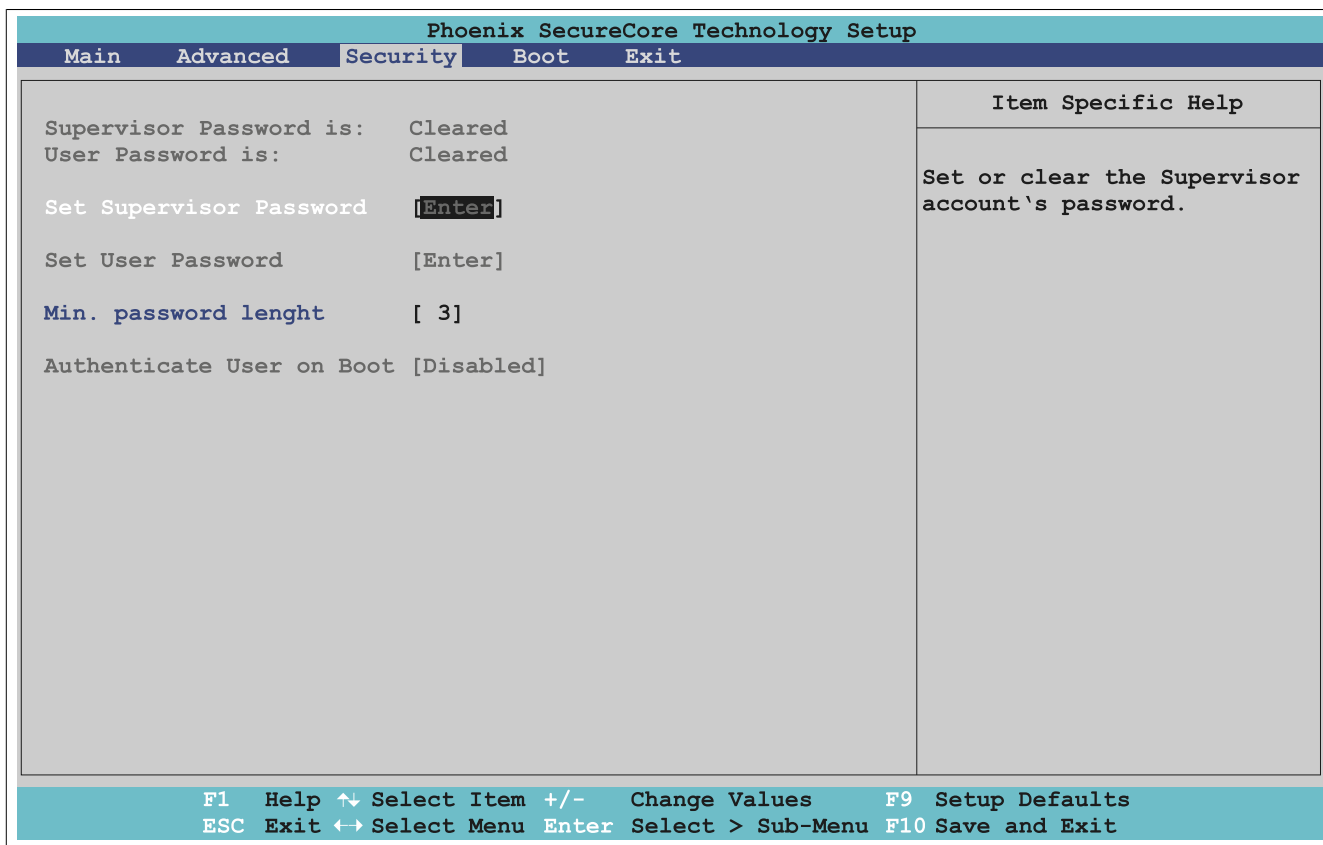 Phoenix SecureCore Technology Setup
Main Advanced Security Boot Exit
Item Specific Help
Supervisor Password is: Cleared
User Password is: Cleared
Set or clear the Supervisor
account‘s password.
Set Supervisor Password [Enter]
Set User Password [Enter]
Min. password lenght [ 3]
Authenticate User on Boot [Disabled]
F1 Help ↑↓ Select Item +/- Change Values F9 Setup Defaults
ESC Exit ←→ Select Menu Enter Select > Sub-Menu F10 Save and Exit